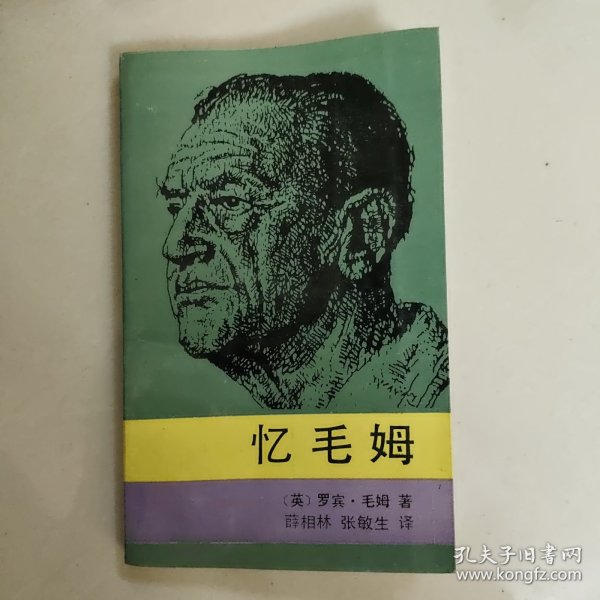 忆毛姆
〔英〕罗宾·毛姆 著
薛相林 张敏生 译
孔夫子旧书网
www.kongfz.com